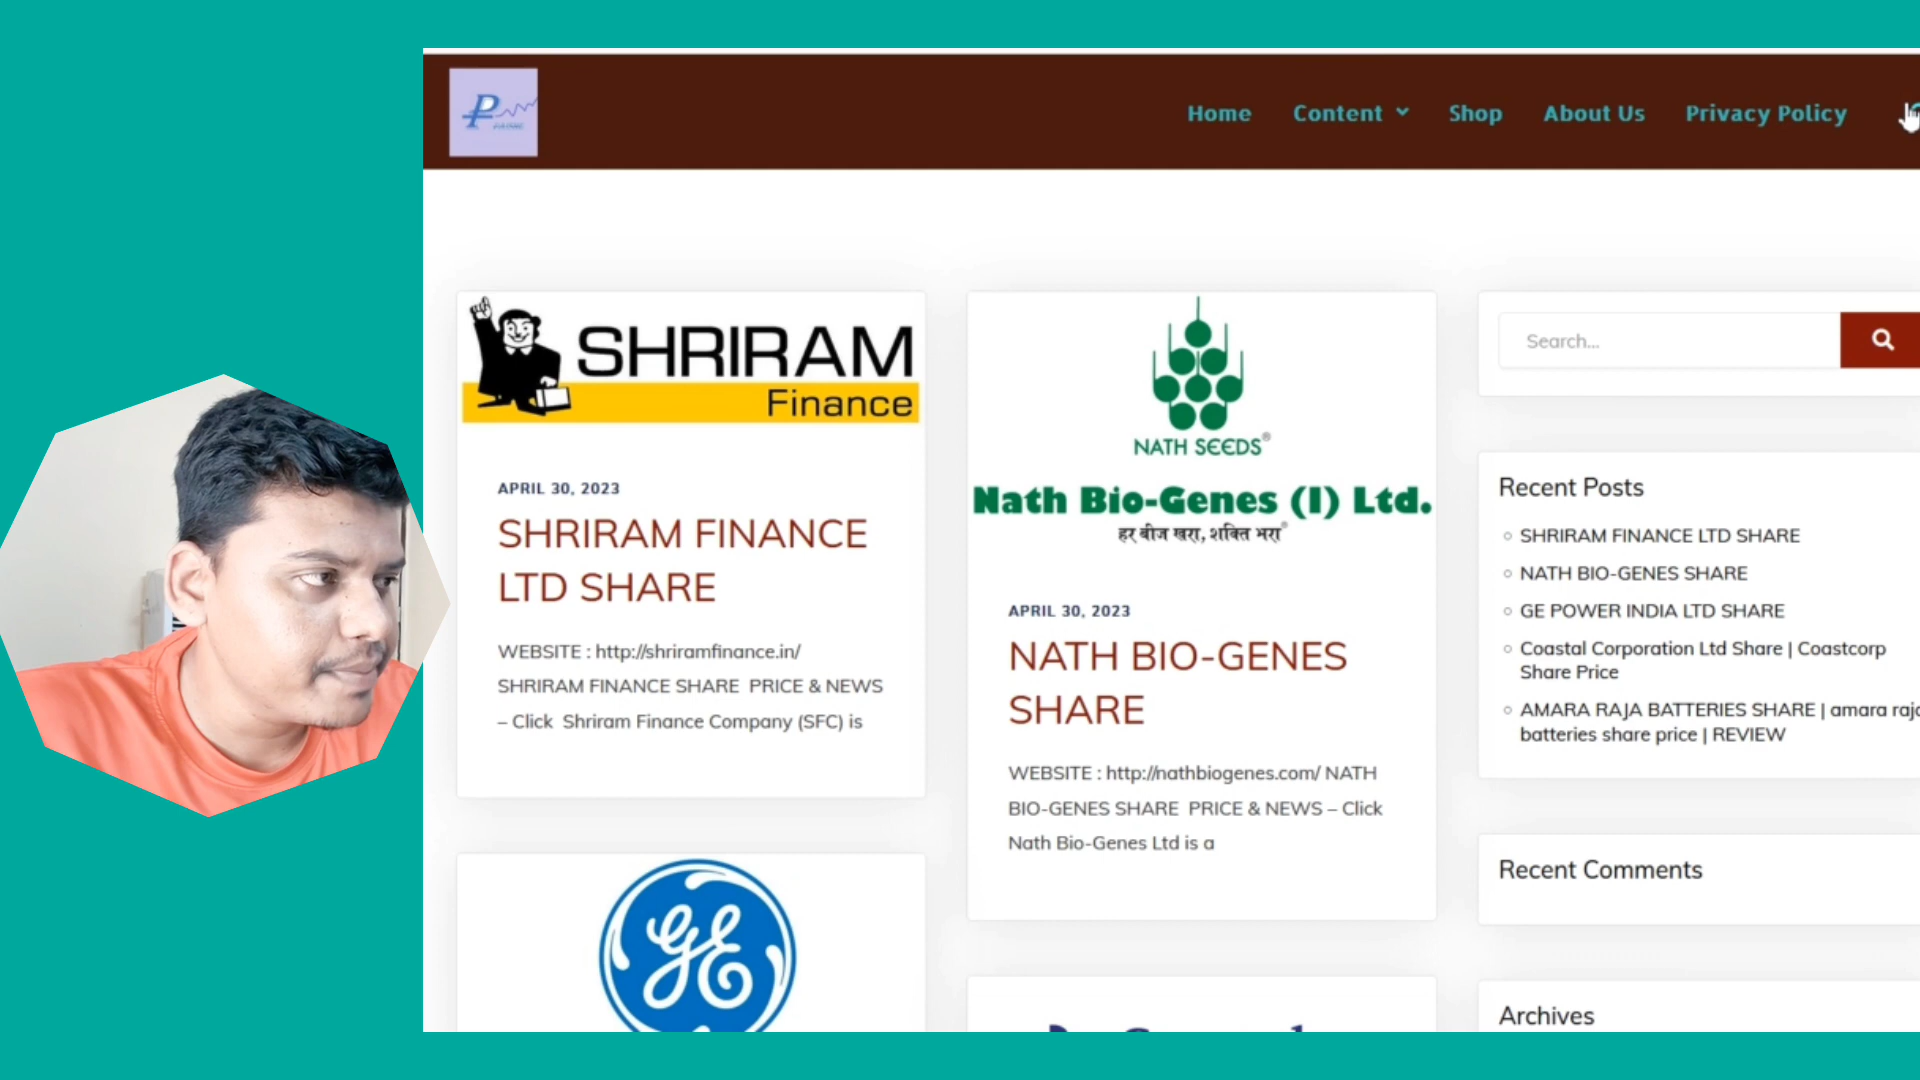 Home Content Shop About Us Privacy Policy
SHRIRAM
Finance
APRIL 30, 2023
SHRIRAM FINANCE
LTD SHARE
WEBSITE : http://shriramfinance.in/
SHRIRAM FINANCE SHARE PRICE & NEWS
– Click Shriram Finance Company (SFC) is
NATH SEEDS®
Nath Bio-Genes (I) Ltd.
हर बीज खरा, शक्ति भरा®
APRIL 30, 2023
NATH BIO-GENES
SHARE
WEBSITE : http://nathbiogenes.com/ NATH
BIO-GENES SHARE PRICE & NEWS – Click
Nath Bio-Genes Ltd is a
GE
Search...
Recent Posts
SHRIRAM FINANCE LTD SHARE
NATH BIO-GENES SHARE
GE POWER INDIA LTD SHARE
Coastal Corporation Ltd Share | Coastcorp
Share Price
AMARA RAJA BATTERIES SHARE | amara raja
batteries share price | REVIEW
Recent Comments
Archives